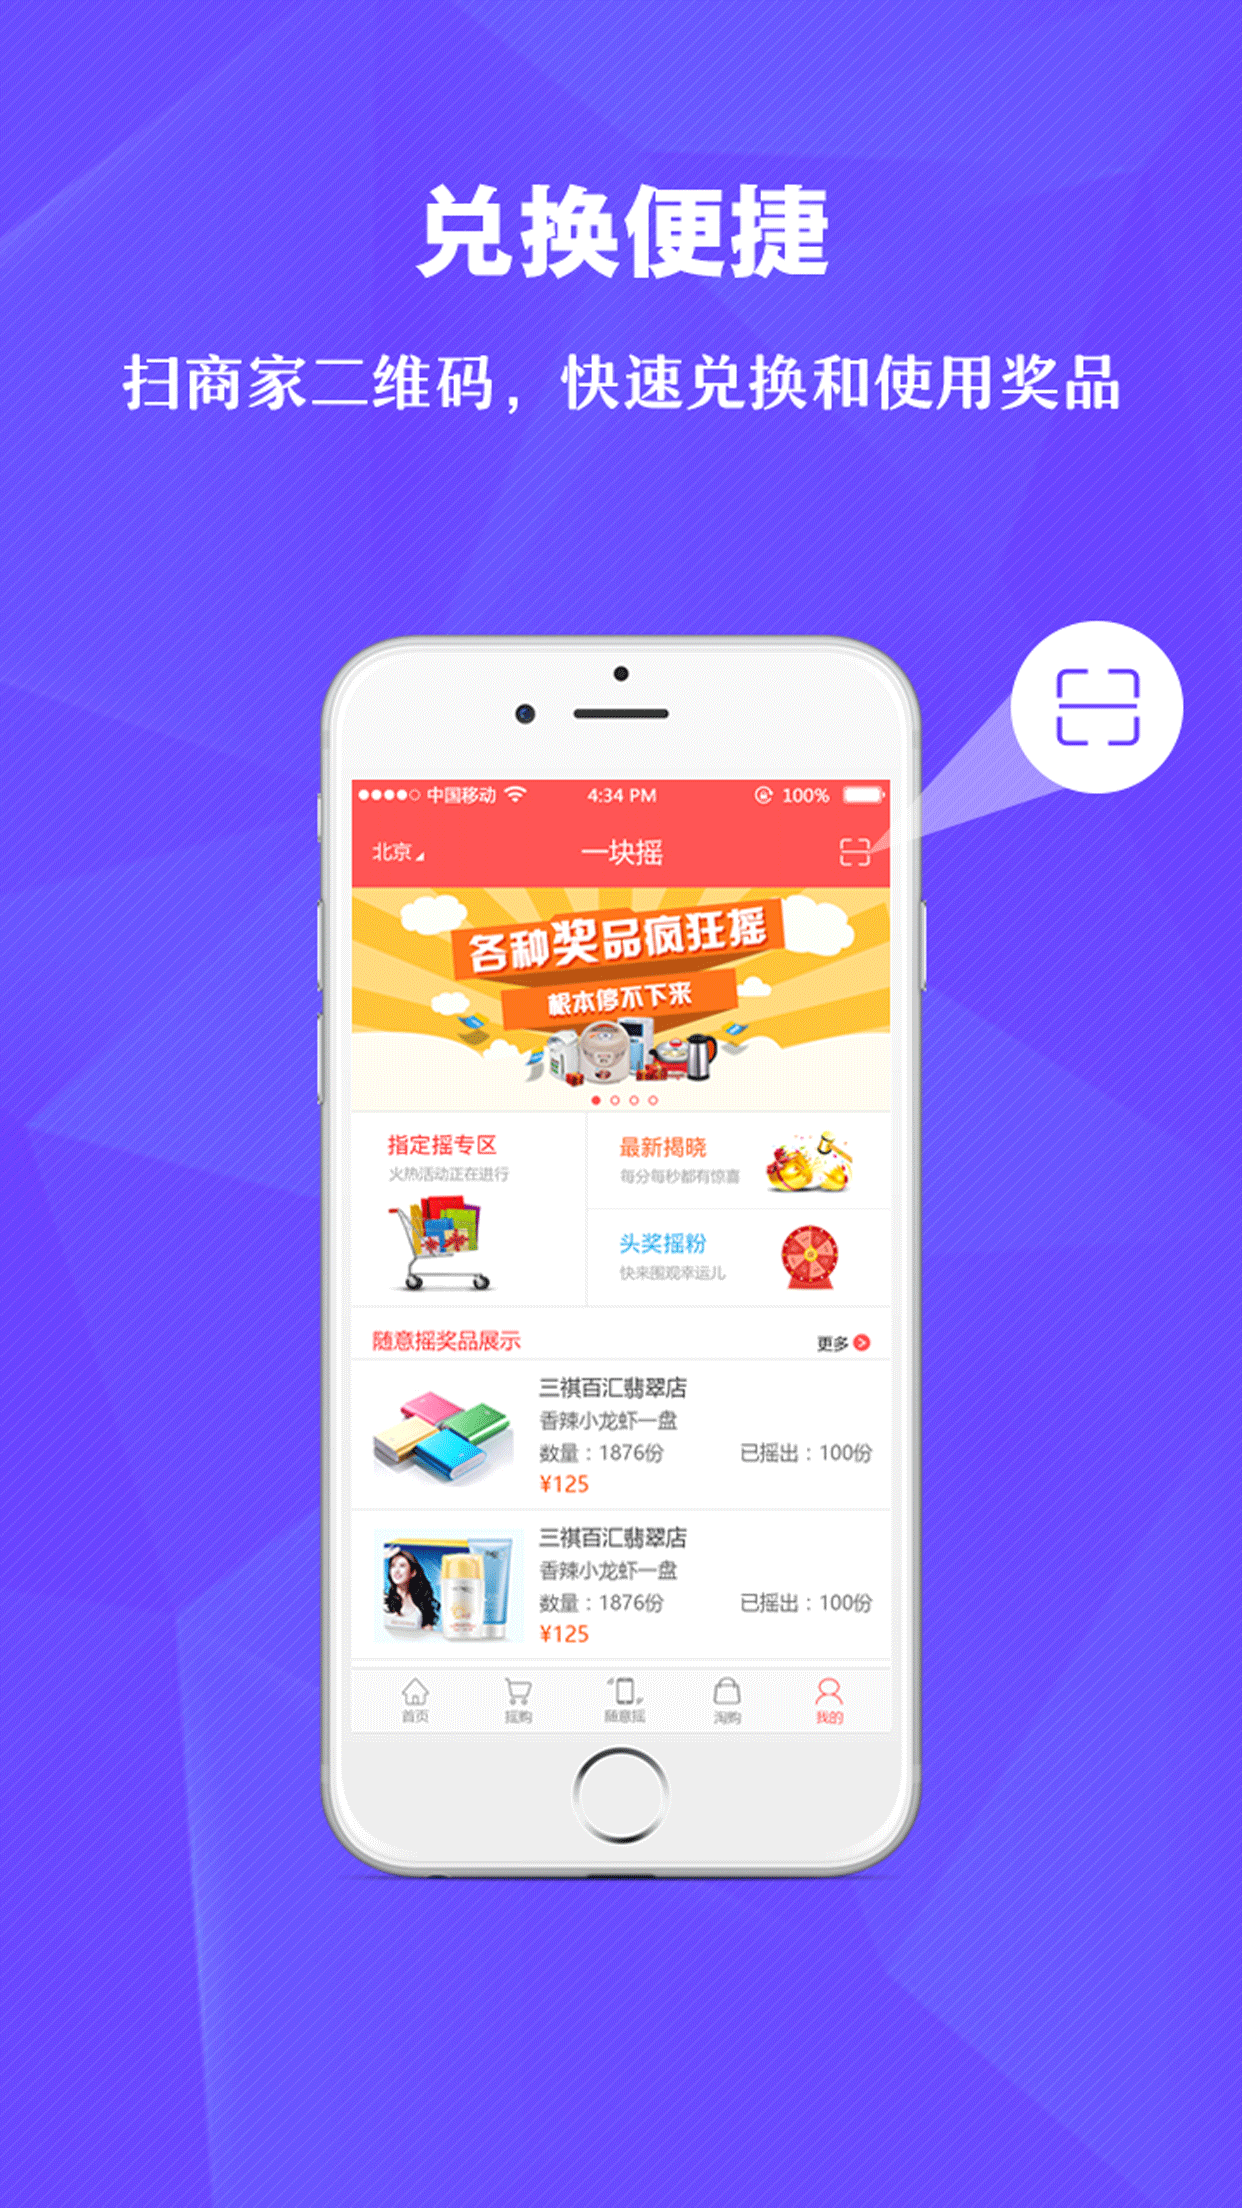 兑换便捷
扫商家二维码，快速兑换和使用奖品
中国移动 4:34 PM 100%
北京 一块摇
各种奖品疯狂摇
根本停不下来
指定摇专区
火热活动正在进行
最新揭晓
每分每秒都有惊喜
头奖摇粉
快来围观幸运儿
随意摇奖品展示 更多
三祺百汇翡翠店
香辣小龙虾一盘
数量：1876份 已摇出：100份
¥125
三祺百汇翡翠店
香辣小龙虾一盘
数量：1876份 已摇出：100份
¥125
首页 摇购 随意摇 淘购 我的